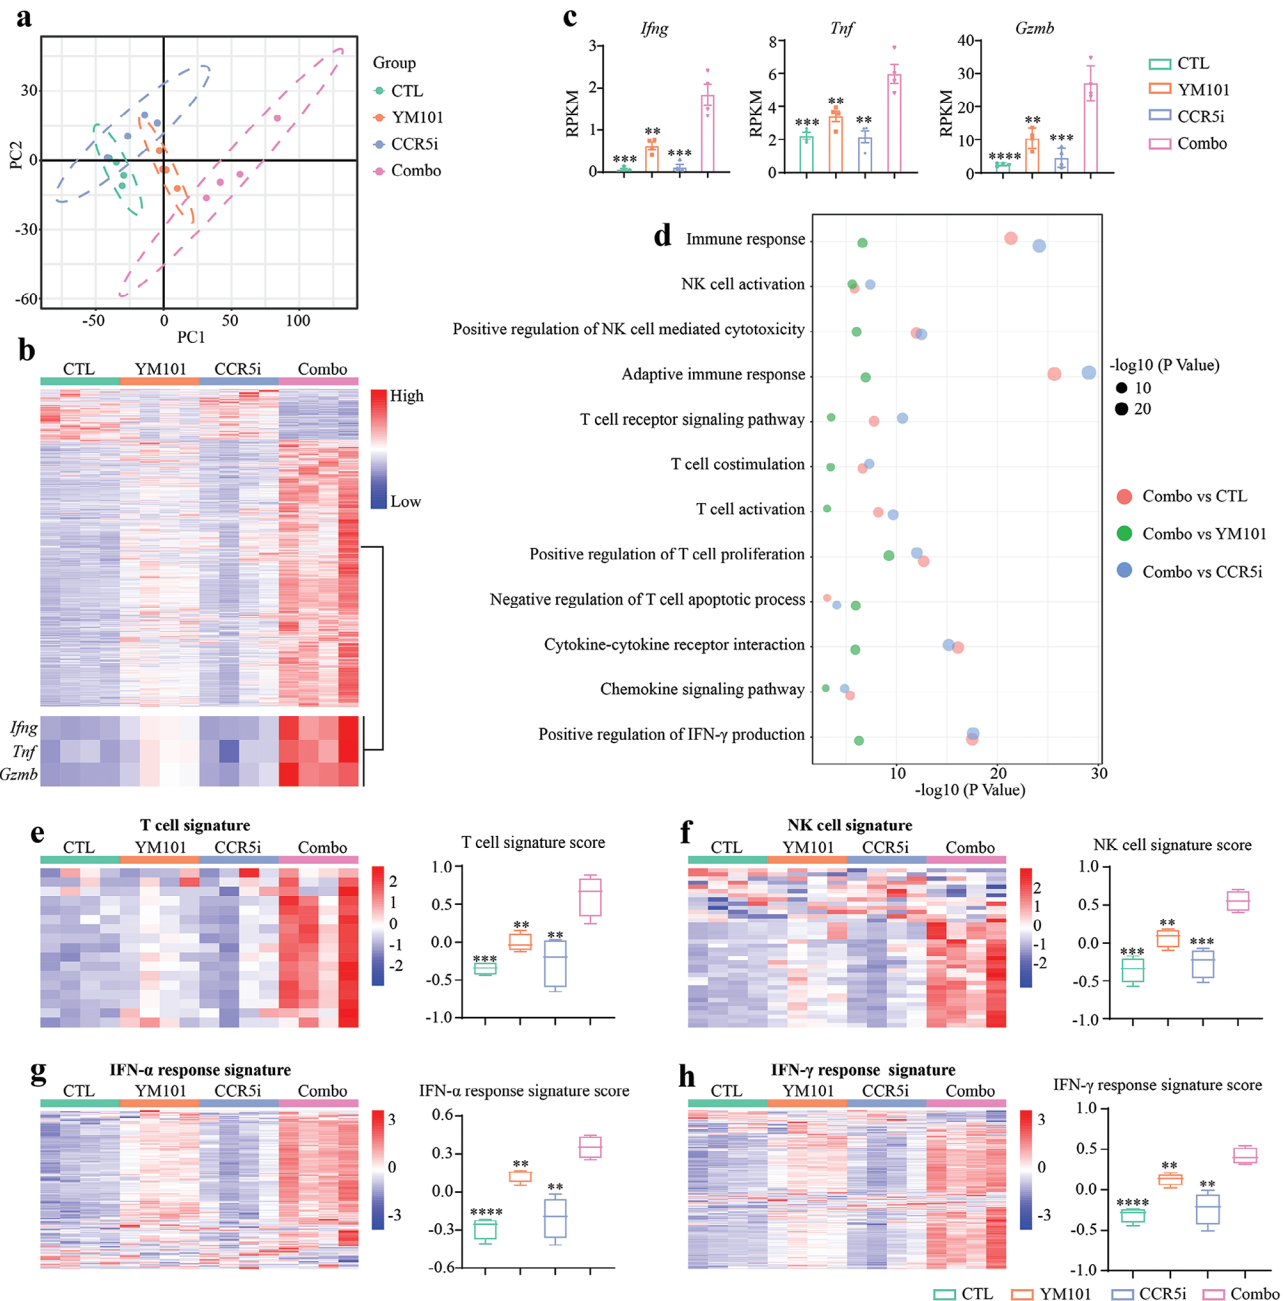 a
30
0
-30
-60
PC2
-50
0
50
100
PC1
Group
CTL
YM101
CCR5i
Combo
b
CTL YM101 CCR5i Combo
High
Low
Ifng
Tnf
Gzmb
c
Ifng
RPKM
3
2
1
0
***
**
***
Tnf
RPKM
8
6
4
2
0
***
**
**
Gzmb
RPKM
40
30
20
10
0
****
**
***
CTL
YM101
CCR5i
Combo
d
Immune response
NK cell activation
Positive regulation of NK cell mediated cytotoxicity
Adaptive immune response
T cell receptor signaling pathway
T cell costimulation
T cell activation
Positive regulation of T cell proliferation
Negative regulation of T cell apoptotic process
Cytokine-cytokine receptor interaction
Chemokine signaling pathway
Positive regulation of IFN-γ production
10 20 30
-log10 (P Value)
-log10 (P Value)
10
20
Combo vs CTL
Combo vs YM101
Combo vs CCR5i
e
T cell signature
CTL YM101 CCR5i Combo
2
1
0
-1
-2
T cell signature score
1.0
0.5
0.0
-0.5
-1.0
***
**
**
f
NK cell signature
CTL YM101 CCR5i Combo
2
1
0
-1
-2
NK cell signature score
1.0
0.5
0.0
-0.5
-1.0
***
**
***
g
IFN-α response signature
CTL YM101 CCR5i Combo
3
0
-3
IFN-α response signature score
0.6
0.3
0.0
-0.3
-0.6
****
**
**
h
IFN-γ response signature
CTL YM101 CCR5i Combo
3
0
-3
IFN-γ response signature score
1.0
0.5
0.0
-0.5
-1.0
****
**
**
CTL YM101 CCR5i Combo